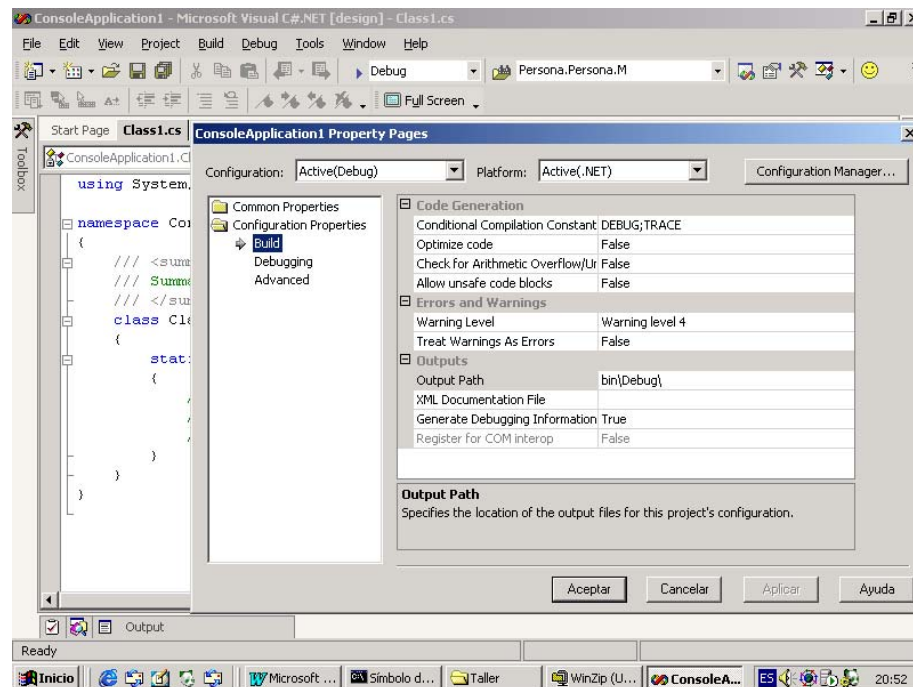 ConsoleApplication1 - Microsoft Visual C#.NET [design] - Class1.cs
File Edit View Project Build Debug Tools Window Help
Debug Persona.Persona.M
Full Screen
Toolbox
Start Page Class1.cs
ConsoleApplication1.Cl
using System
namespace Con
{
/// <summ
/// Summa
/// </sum
class Cla
{
stati
{
}
}
}
ConsoleApplication1 Property Pages
Configuration: Active(Debug) Platform: Active(.NET) Configuration Manager...
Common Properties
Configuration Properties
Build
Debugging
Advanced
Code Generation
Conditional Compilation Constant DEBUG;TRACE
Optimize code False
Check for Arithmetic Overflow/Ur False
Allow unsafe code blocks False
Errors and Warnings
Warning Level Warning level 4
Treat Warnings As Errors False
Outputs
Output Path bin\Debug\
XML Documentation File
Generate Debugging Information True
Register for COM interop False
Output Path
Specifies the location of the output files for this project's configuration.
Aceptar Cancelar Aplicar Ayuda
Output
Ready
Inicio Microsoft ... Símbolo d... Taller WinZip (U... ConsoleA... ES 20:52